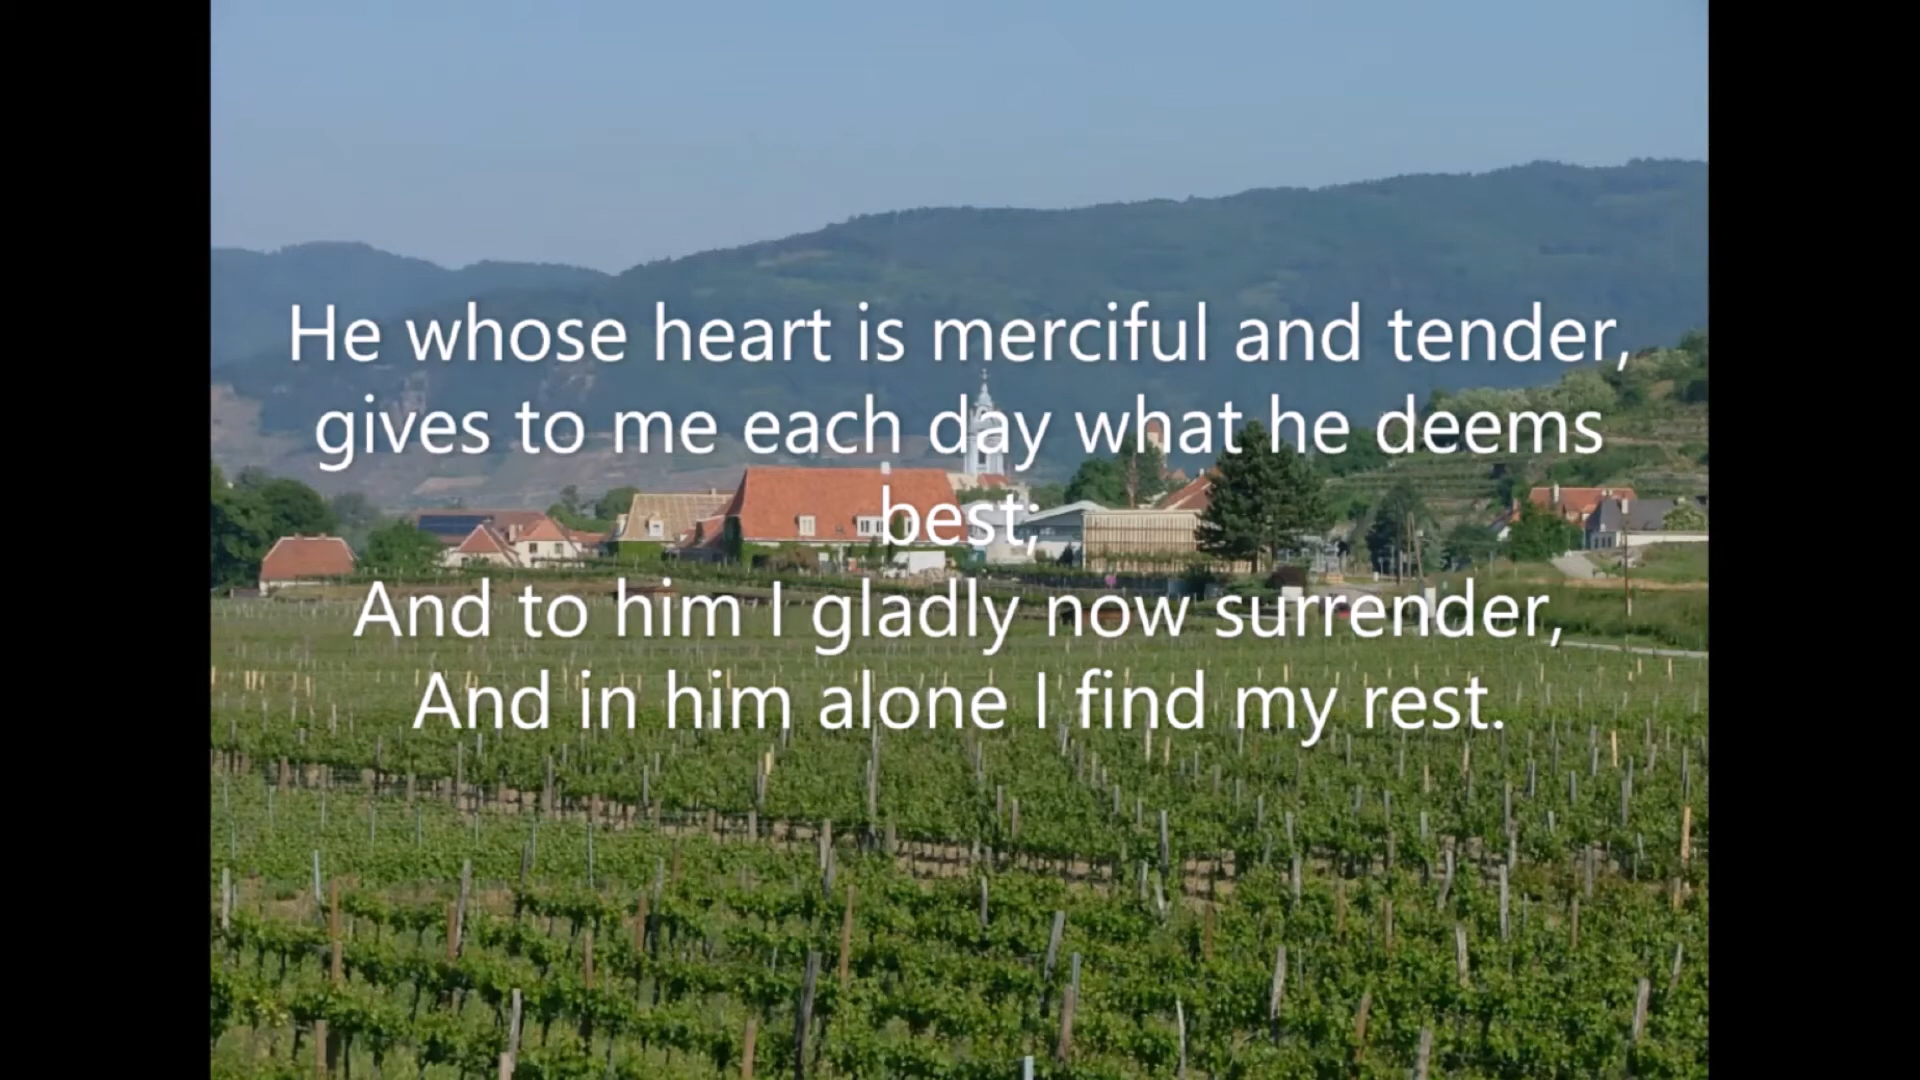 He whose heart is merciful and tender,
gives to me each day what he deems
best;
And to him I gladly now surrender,
And in him alone I find my rest.